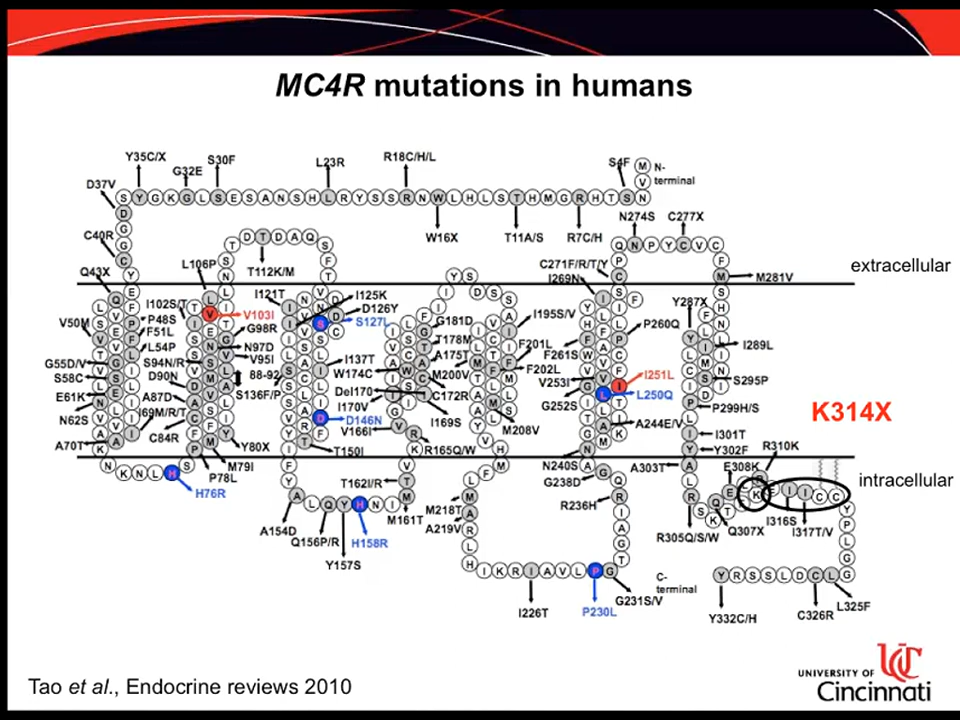 MC4R mutations in humans
Y35C/X
G32E
S30F
L23R
R18C/H/L
S4F
N-
terminal
D37V
C40R
W16X
T11A/S
R7C/H
N274S
C277X
Q43X
L106P
T112K/M
C271F/R/T/Y
I269N
M281V
extracellular
I102S/T
I121T
I125K
D126Y
S127L
V103I
G98R
N97D
V95I
88-92
S136F/P
V50M
P48S
F51L
L54P
G55D/V
S58C
E61K
N62S
A70T
S94N/R
D90N
A87D
I69M/R/T
C84R
I137T
W174C
Del170
I170V
V166I
D146N
T150I
G181D
T178M
A175T
M200V
C172R
I169S
R165Q/W
I195S/V
F201L
F202L
M208V
F261S
V253I
G252S
P260Q
I251L
L250Q
A244E/V
Y287X
I289L
S295P
P299H/S
I301T
Y302F
K314X
Y80X
M79I
P78L
H76R
T162I/R
M161T
A154D
Q156P/R
Y157S
H158R
N240S
G238D
R236H
M218T
A219V
I226T
P230L
G231S/V
A303T
E308K
R310K
R305Q/S/W
Q307X
I316S
I317T/V
intracellular
C-
terminal
Y332C/H
C326R
L325F
Tao et al., Endocrine reviews 2010
UC
UNIVERSITY OF
Cincinnati